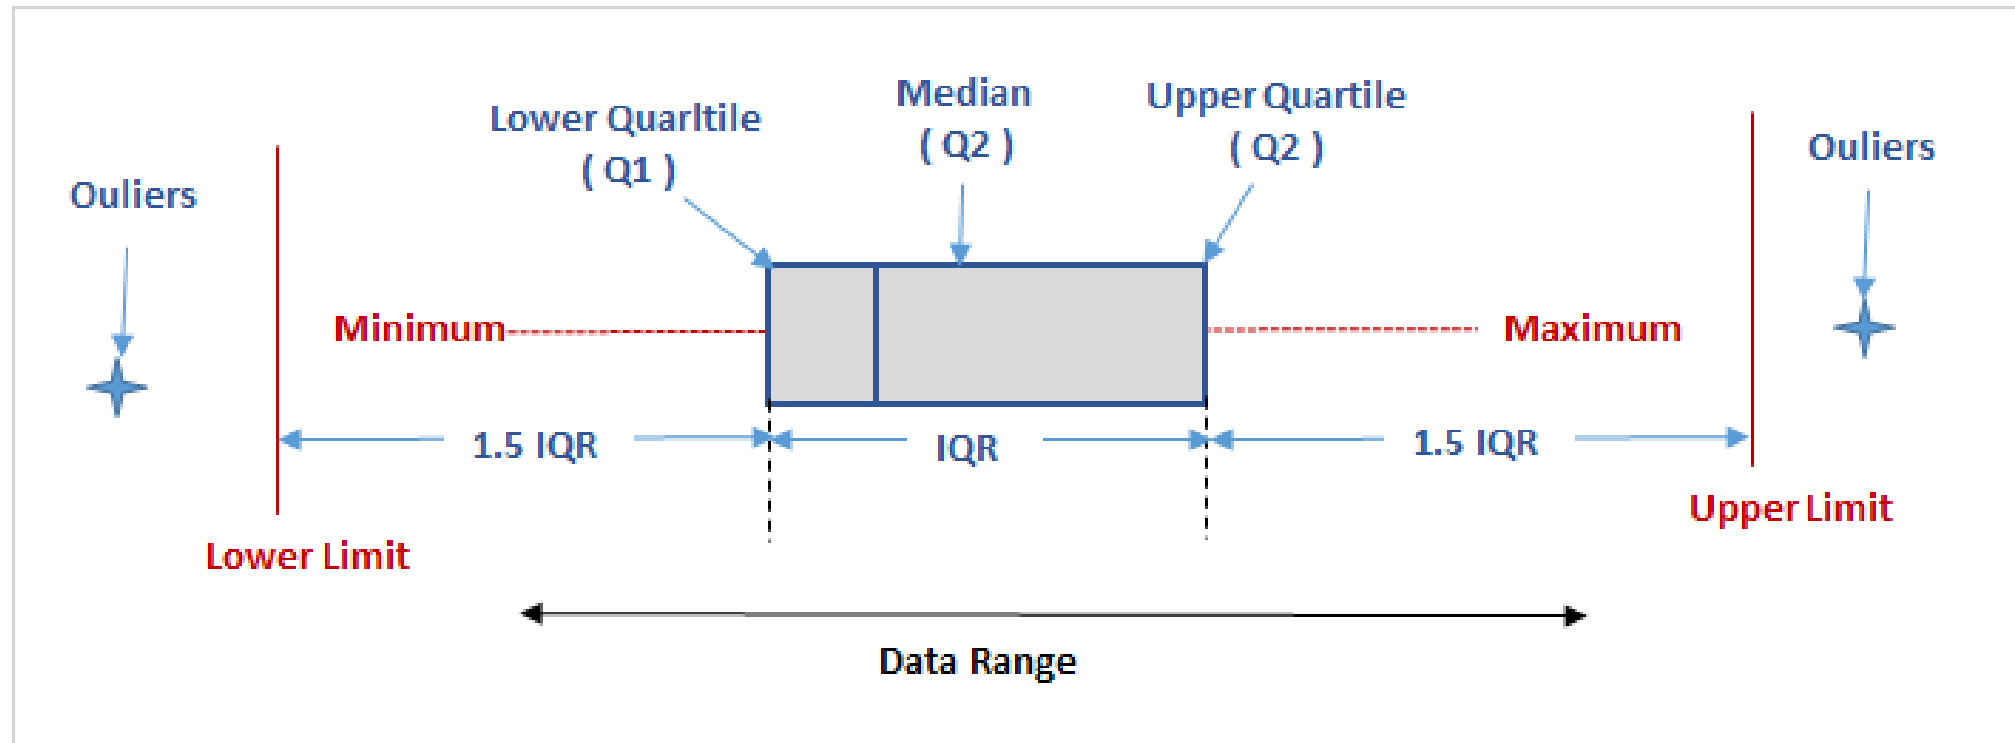 Median
Upper Quartile
Lower Quarltile
( Q2 )
( Q2 )
Ouliers
( Q1 )
Ouliers
Minimum
Maximum
1.5 IQR
IQR
1.5 IQR
Upper Limit
Lower Limit
Data Range